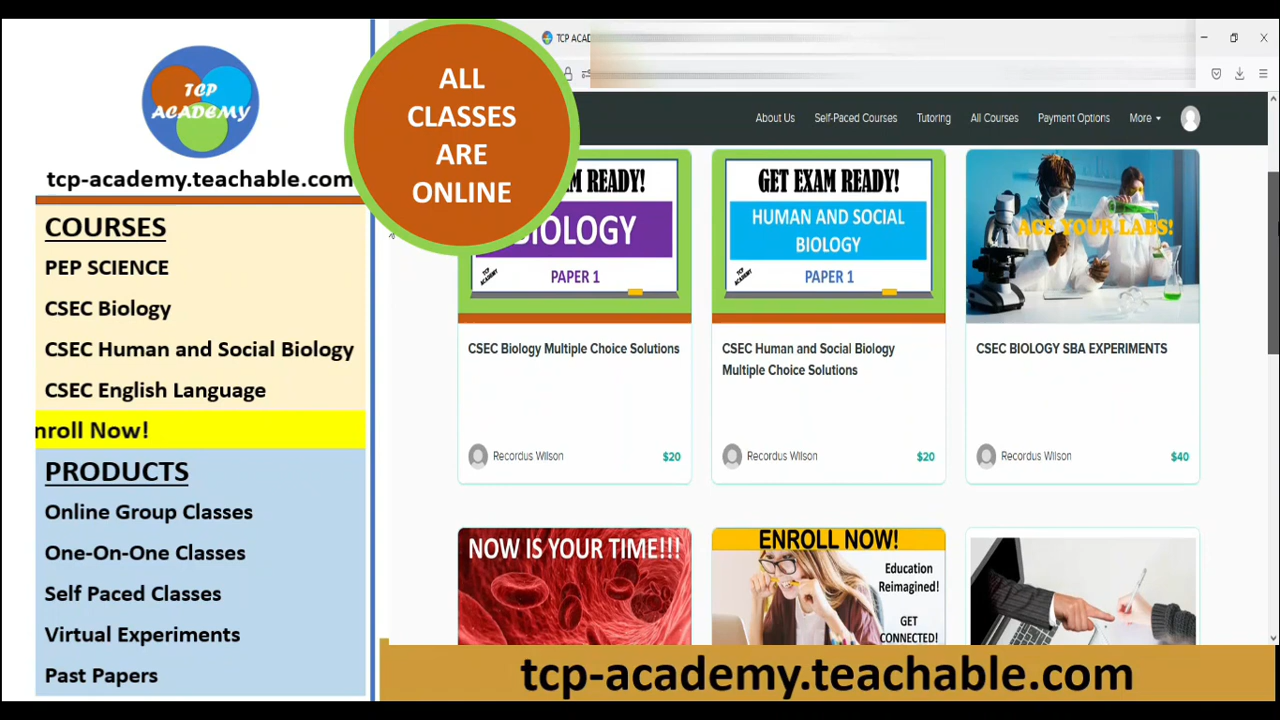 TCP
ACADEMY
tcp-academy.teachable.com
COURSES
PEP SCIENCE
CSEC Biology
CSEC Human and Social Biology
CSEC English Language
nroll Now!
PRODUCTS
Online Group Classes
One-On-One Classes
Self Paced Classes
Virtual Experiments
Past Papers
ALL
CLASSES
ARE
ONLINE
TCP ACAD
About Us Self-Paced Courses Tutoring All Courses Payment Options More
M READY!
BIOLOGY
PAPER 1
TCP
ACADEMY
CSEC Biology Multiple Choice Solutions
Recordus Wilson $20
GET EXAM READY!
HUMAN AND SOCIAL
BIOLOGY
PAPER 1
TCP
ACADEMY
CSEC Human and Social Biology
Multiple Choice Solutions
Recordus Wilson $20
ACE YOUR LABS!
CSEC BIOLOGY SBA EXPERIMENTS
Recordus Wilson $40
NOW IS YOUR TIME!!!
ENROLL NOW!
Education
Reimagined!
GET
CONNECTED!
tcp-academy.teachable.com